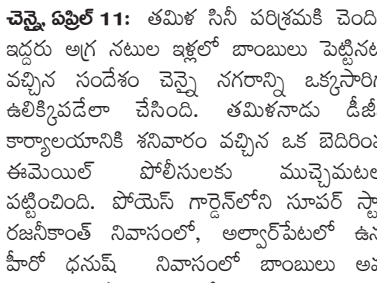 చెన్నై, ఏప్రిల్ 11: తమిళ సినీ పరిశ్రమకి చెంది
ఇద్దరు అగ్ర నటుల ఇళ్లలో బాంబులు పెట్టినట
వచ్చిన సందేశం చెన్నై నగరాన్ని ఒక్కసారిగ
ఉలిక్కిపడేలా చేసింది. తమిళనాడు డీజీ
కార్యాలయానికి శనివారం వచ్చిన ఒక బెదిరిం
ఈమెయిల్ పోలీసులకు ముచ్చెమటల
పట్టించింది. పోయెస్ గార్డెన్‌లోని సూపర్ స్టా
రజనీకాంత్ నివాసంలో, అల్వార్‌పేటలో ఉన
హీరో ధనుష్ నివాసంలో బాంబులు అమ